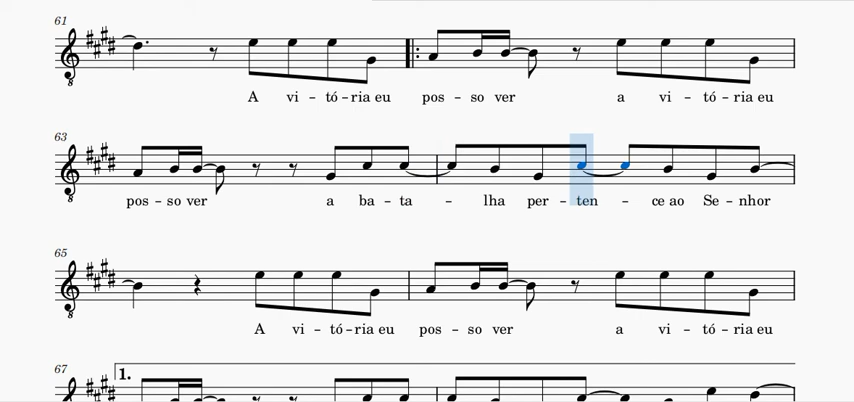 61
A vi – tó – ria eu pos – so ver a vi – tó – ria eu
63
pos – so ver a ba – ta – lha per – ten – ce ao Se – nhor
65
A vi – tó – ria eu pos – so ver a vi – tó – ria eu
67
1.